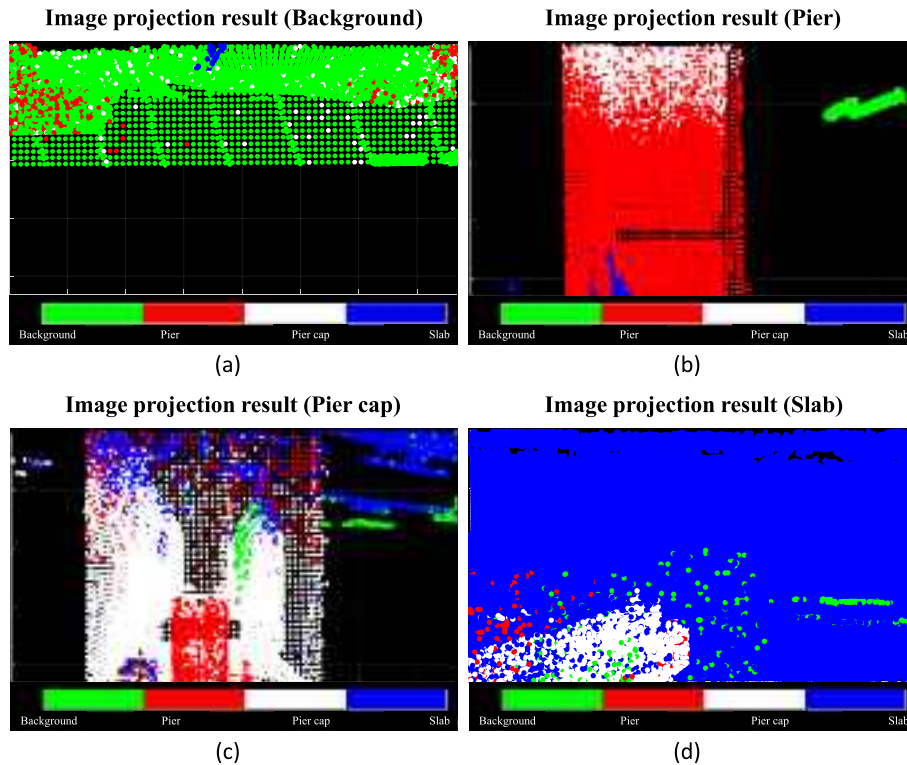 Image projection result (Background)
Image projection result (Pier)
Background Pier Pier cap Slab
Background Pier Pier cap Slab
(a)
(b)
Image projection result (Pier cap)
Image projection result (Slab)
Background Pier Pier cap Slab
Background Pier Pier cap Slab
(c)
(d)